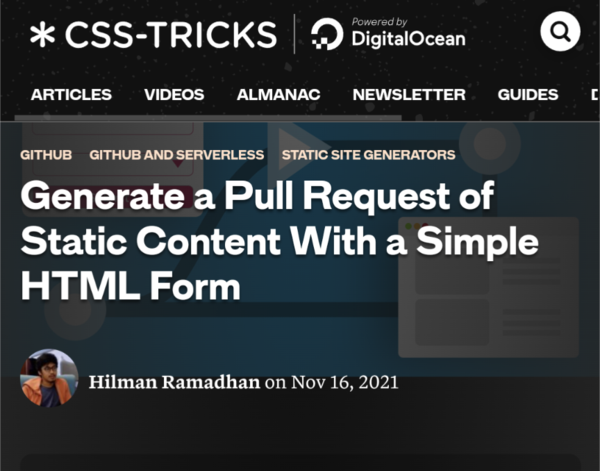 CSS-TRICKS
Powered by
DigitalOcean
ARTICLES VIDEOS ALMANAC NEWSLETTER GUIDES
GITHUB GITHUB AND SERVERLESS STATIC SITE GENERATORS
Generate a Pull Request of
Static Content With a Simple
HTML Form
Hilman Ramadhan on Nov 16, 2021